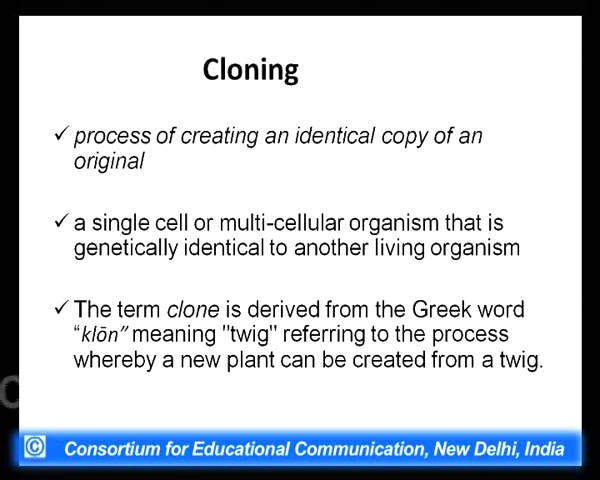 Cloning
✓ process of creating an identical copy of an
original
✓ a single cell or multi-cellular organism that is
genetically identical to another living organism
✓ The term clone is derived from the Greek word
“klōn” meaning "twig" referring to the process
whereby a new plant can be created from a twig.
© Consortium for Educational Communication, New Delhi, India